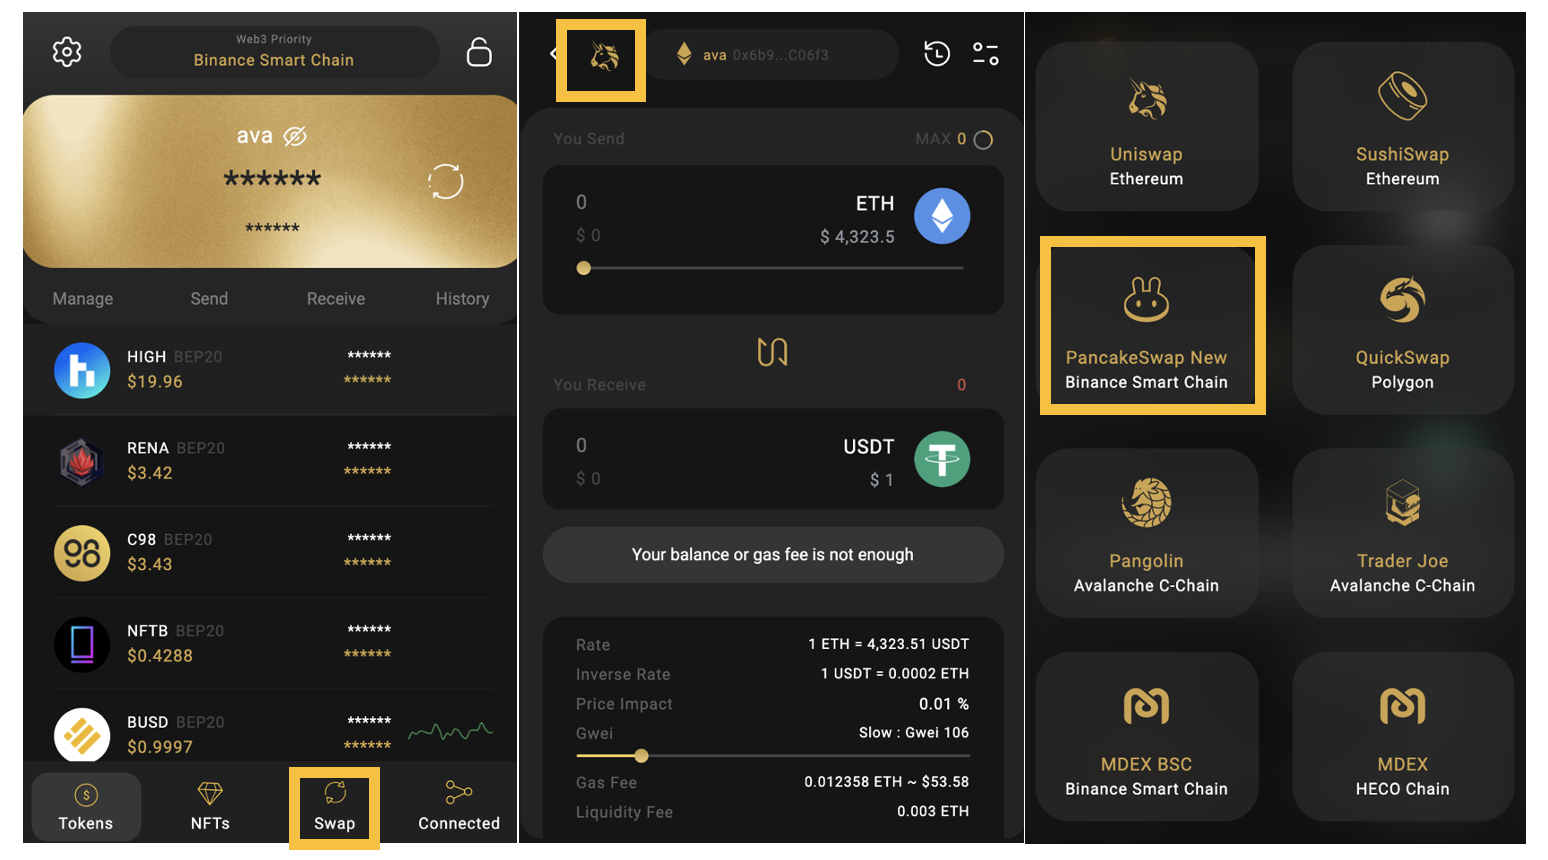 Web3 Priority
Binance Smart Chain
ava
******
******
Manage Send Receive History
HIGH BEP20 ******
$19.96 ******
RENA BEP20 ******
$3.42 ******
C98 BEP20 ******
$3.43 ******
NFTB BEP20 ******
$0.4288 ******
BUSD BEP20 ******
$0.9997 ******
Tokens NFTs Swap Connected
ava 0x6b9...C06f3
You Send MAX 0
0 ETH
$ 0 $ 4,323.5
You Receive 0
0 USDT
$ 0 $ 1
Your balance or gas fee is not enough
Rate 1 ETH = 4,323.51 USDT
Inverse Rate 1 USDT = 0.0002 ETH
Price Impact 0.01 %
Gwei Slow : Gwei 106
Gas Fee 0.012358 ETH ~ $53.58
Liquidity Fee 0.003 ETH
Uniswap SushiSwap
Ethereum Ethereum
PancakeSwap New QuickSwap
Binance Smart Chain Polygon
Pangolin Trader Joe
Avalanche C-Chain Avalanche C-Chain
MDEX BSC MDEX
Binance Smart Chain HECO Chain